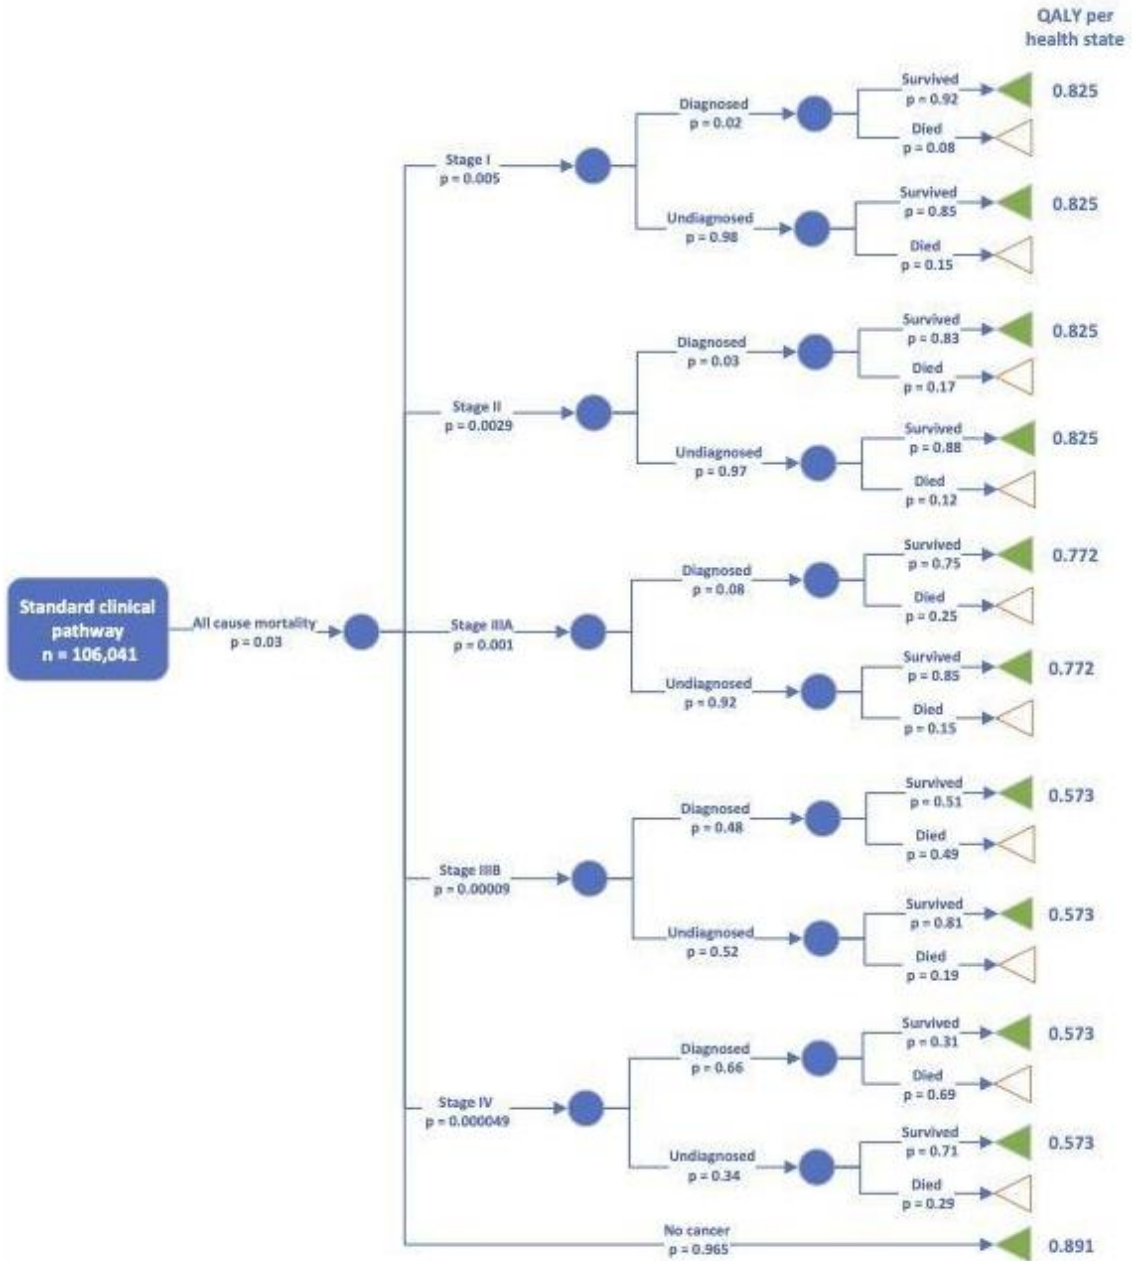 QALY per
health state
Standard clinical
pathway
n = 106,041
All cause mortality
p = 0.03
Stage I
p = 0.005
Diagnosed
p = 0.02
Survived
p = 0.92
0.825
Died
p = 0.08
Undiagnosed
p = 0.98
Survived
p = 0.85
0.825
Died
p = 0.15
Stage II
p = 0.0029
Diagnosed
p = 0.03
Survived
p = 0.83
0.825
Died
p = 0.17
Undiagnosed
p = 0.97
Survived
p = 0.88
0.825
Died
p = 0.12
Stage IIIA
p = 0.001
Diagnosed
p = 0.08
Survived
p = 0.75
0.772
Died
p = 0.25
Undiagnosed
p = 0.92
Survived
p = 0.85
0.772
Died
p = 0.15
Stage IIIB
p = 0.00009
Diagnosed
p = 0.48
Survived
p = 0.51
0.573
Died
p = 0.49
Undiagnosed
p = 0.52
Survived
p = 0.81
0.573
Died
p = 0.19
Stage IV
p = 0.000049
Diagnosed
p = 0.66
Survived
p = 0.31
0.573
Died
p = 0.69
Undiagnosed
p = 0.34
Survived
p = 0.71
0.573
Died
p = 0.29
No cancer
p = 0.965
0.891